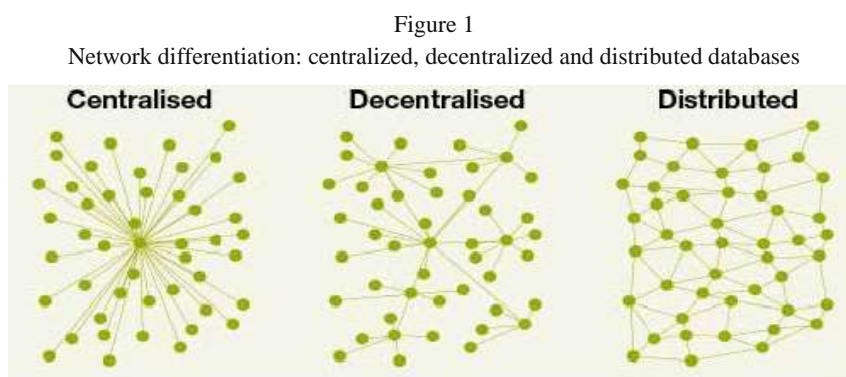 Figure 1
Network differentiation: centralized, decentralized and distributed databases
Centralised Decentralised Distributed